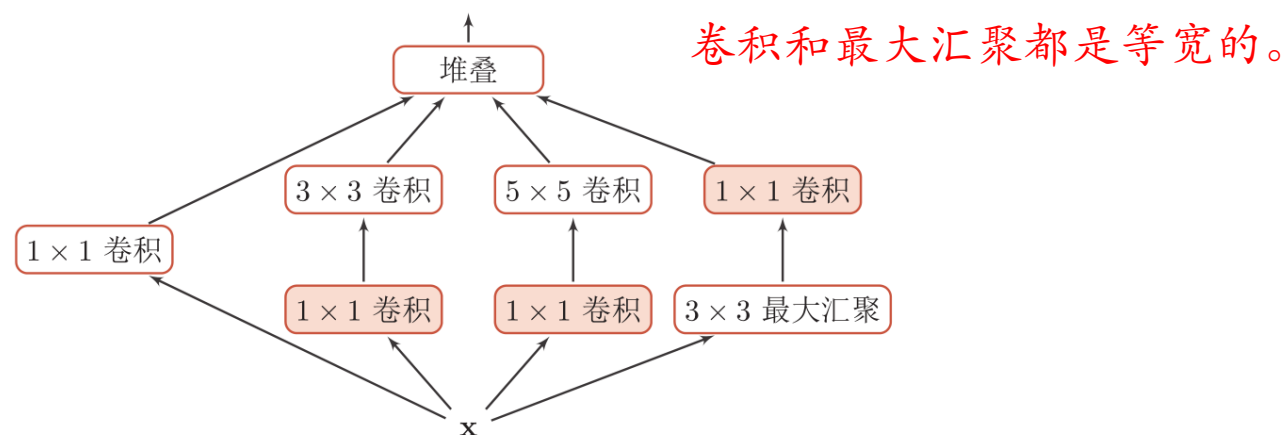 卷积和最大汇聚都是等宽的。
堆叠
3 × 3 卷积
5 × 5 卷积
1 × 1 卷积
1 × 1 卷积
1 × 1 卷积
1 × 1 卷积
3 × 3 最大汇聚
x